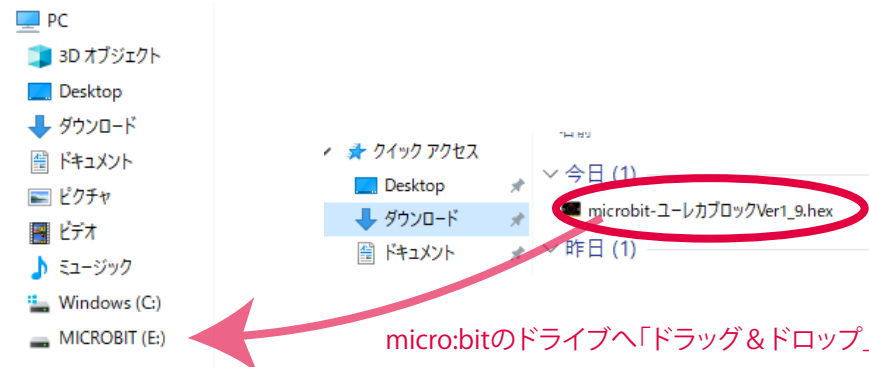 PC
3D オブジェクト
Desktop
ダウンロード
ドキュメント
ピクチャ
ビデオ
ミュージック
Windows (C:)
MICROBIT (E:)
クイック アクセス
Desktop
ダウンロード
ドキュメント
名前
今日 (1)
microbit-ユーレカブロックVer1_9.hex
昨日 (1)
micro:bitのドライブへ「ドラッグ＆ドロップ